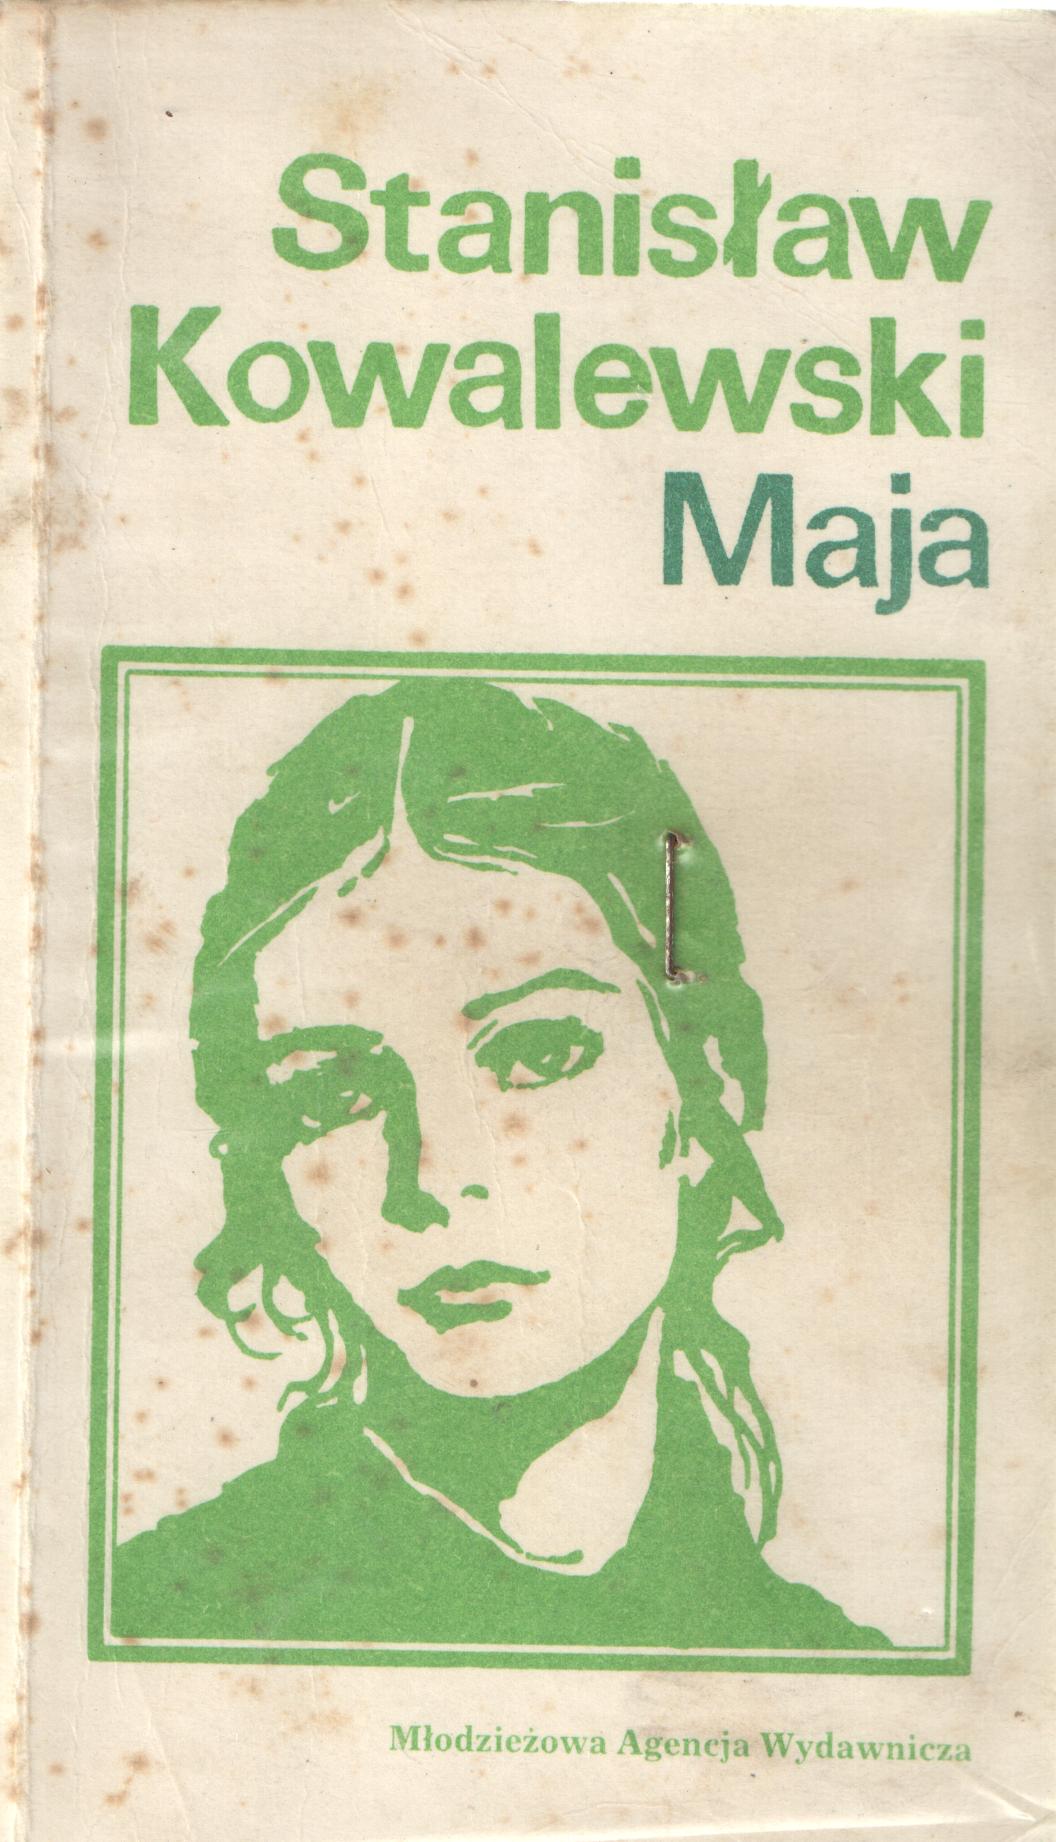 Stanisław
Kowalewski
Maja
Młodzieżowa Agencja Wydawnicza